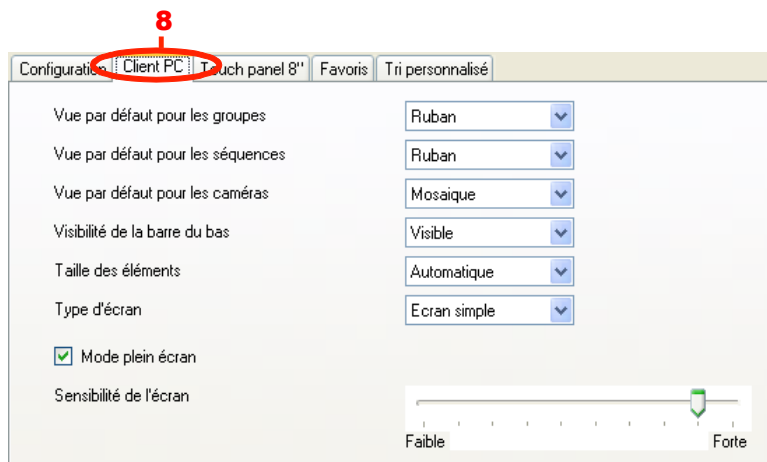 8
Configuration Client PC Touch panel 8" Favoris Tri personnalisé
Vue par défaut pour les groupes Ruban
Vue par défaut pour les séquences Ruban
Vue par défaut pour les caméras Mosaique
Visibilité de la barre du bas Visible
Taille des éléments Automatique
Type d'écran Ecran simple
Mode plein écran
Sensibilité de l'écran
Faible Forte